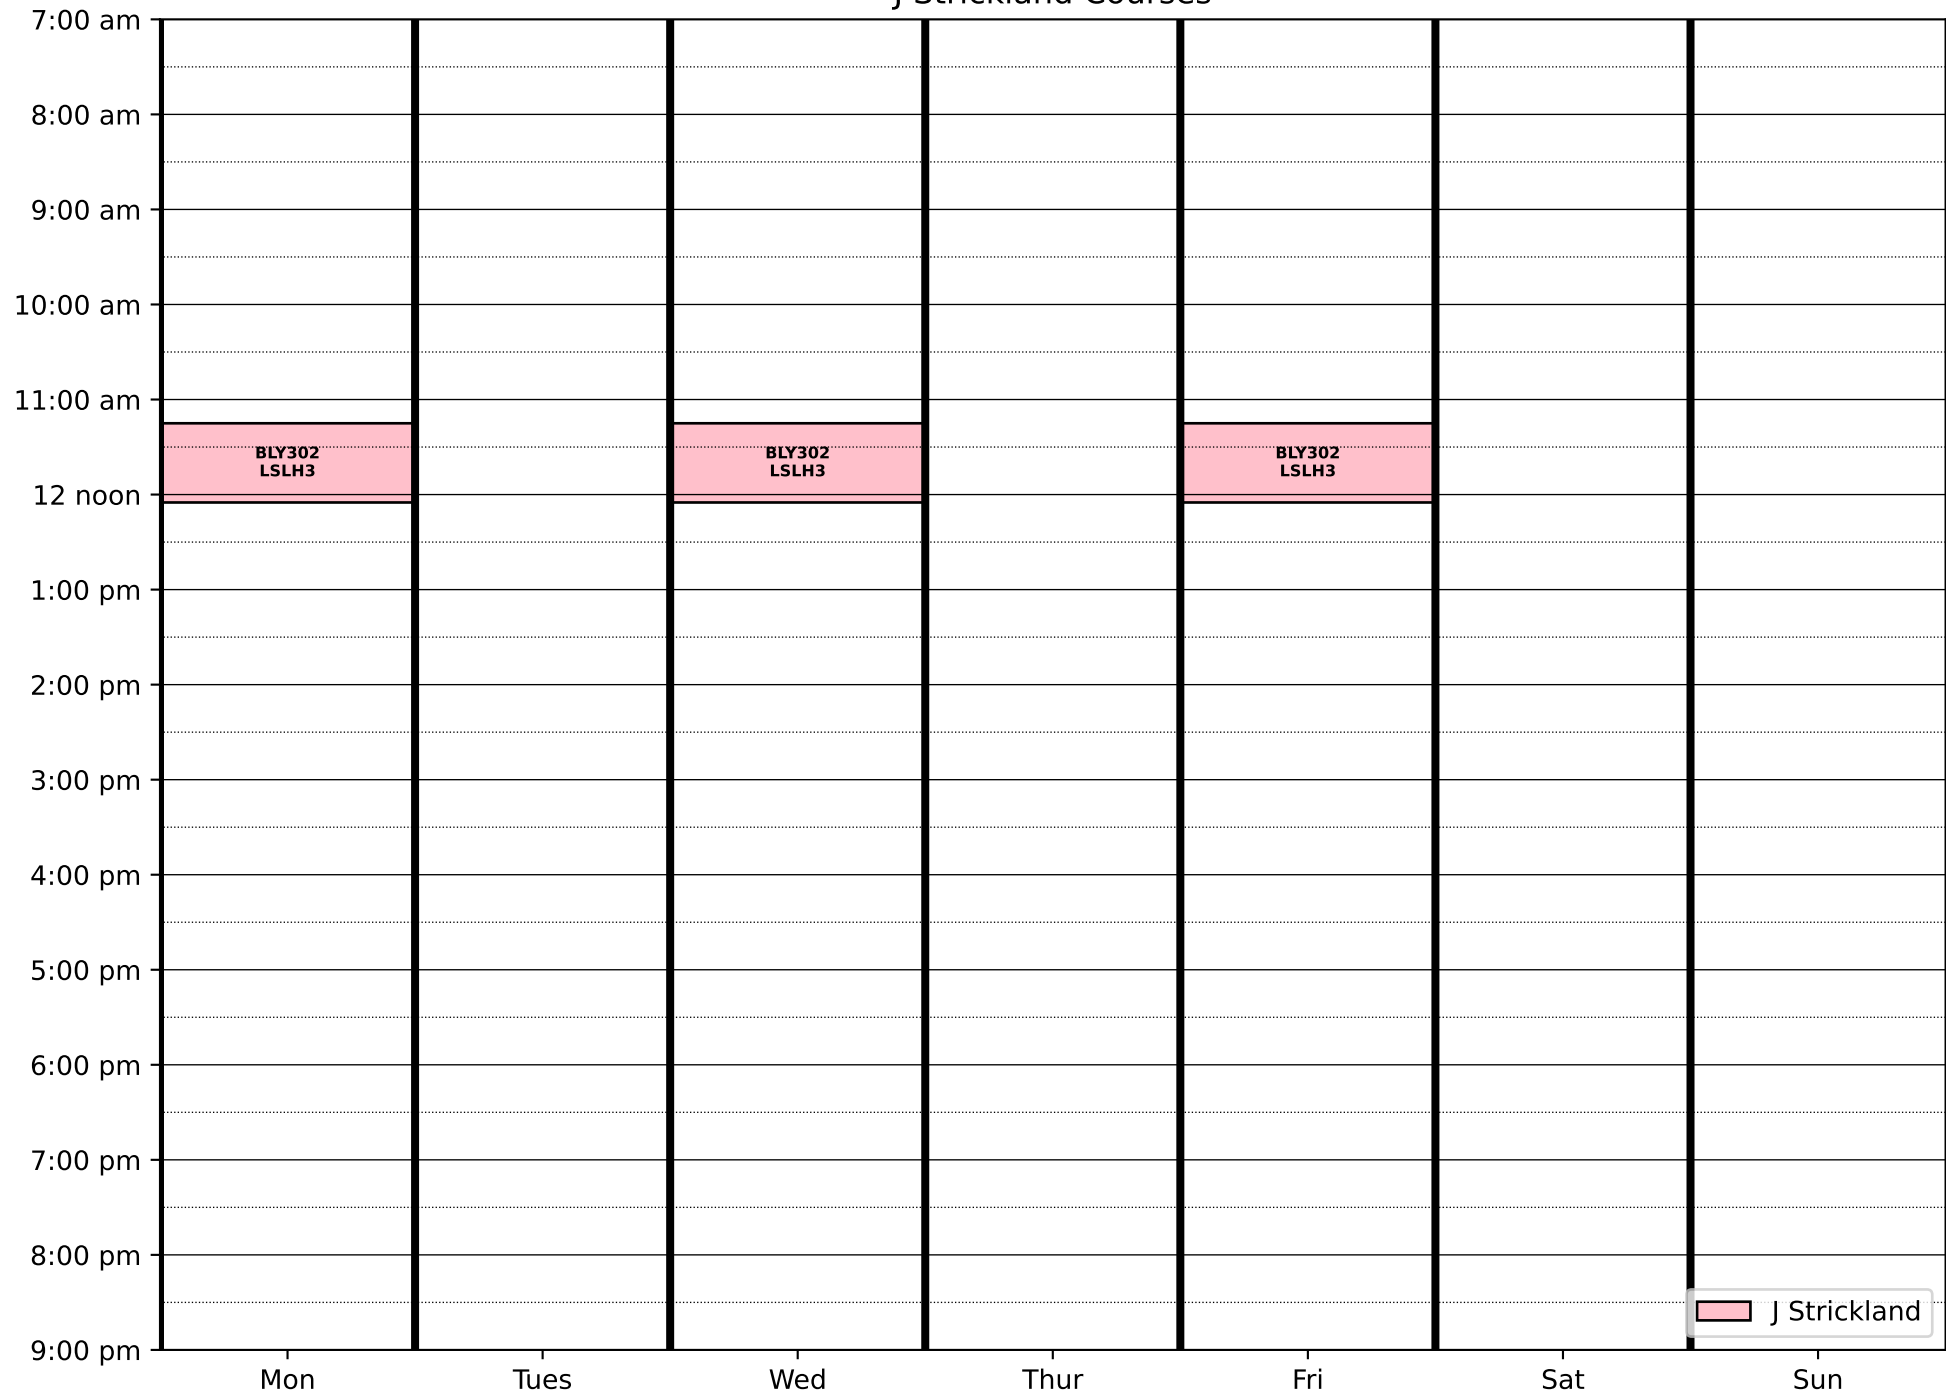 J Strickland Courses
7:00 am
8:00 am
9:00 am
10:00 am
11:00 am
BLY302 BLY302 BLY302
LSLH3 LSLH3 LSLH3
12 noon
1:00 pm
2:00 pm
3:00 pm
4:00 pm
5:00 pm
6:00 pm
7:00 pm
8:00 pm
J Strickland
9:00 pm
Mon Tues Wed Thur Fri Sat Sun